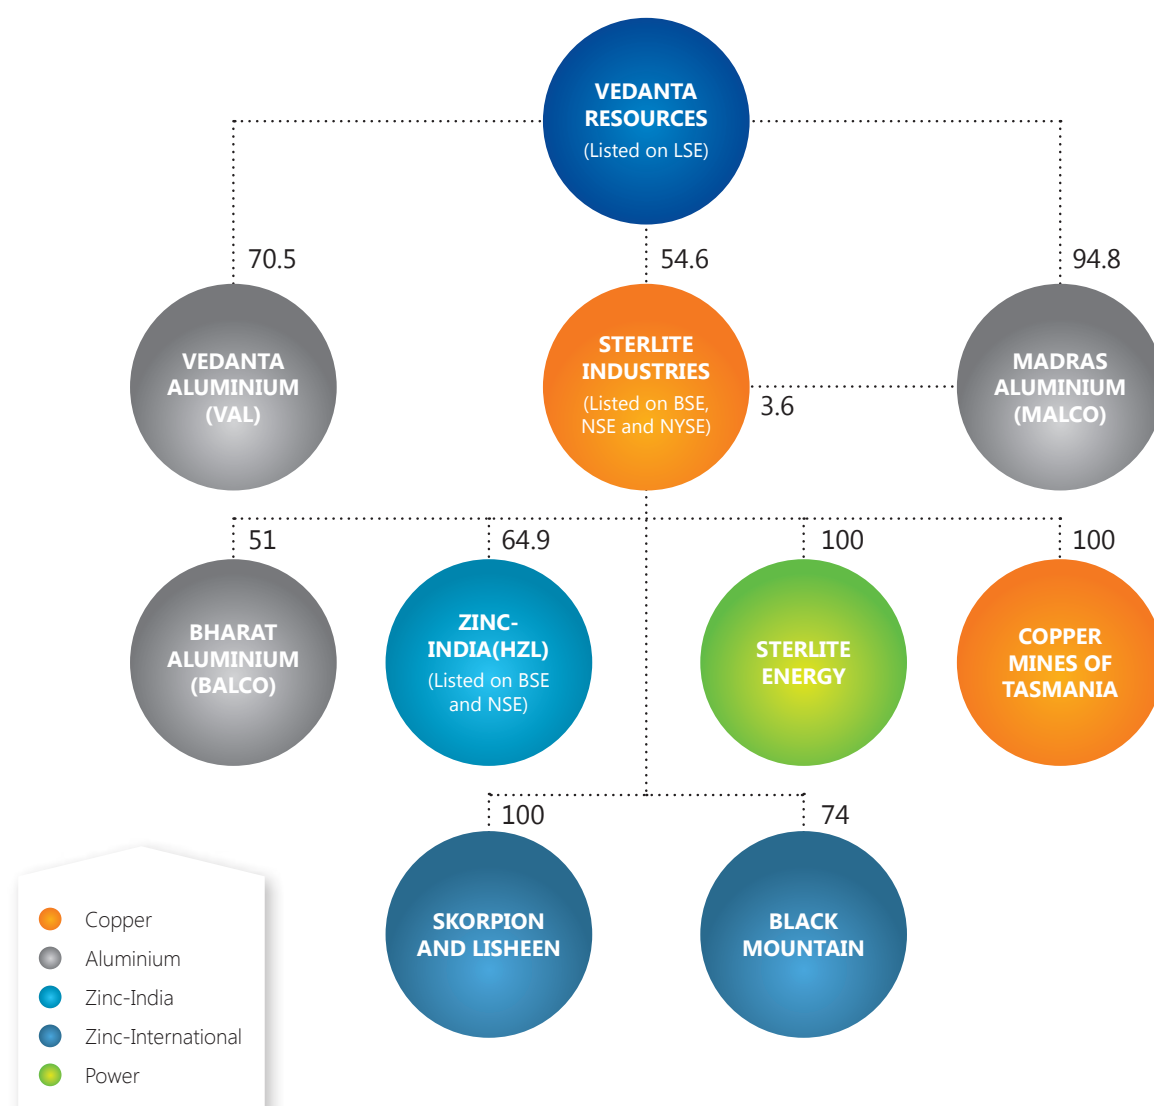 VEDANTA
RESOURCES
(Listed on LSE)
70.5
54.6
94.8
VEDANTA
ALUMINIUM
(VAL)
STERLITE
INDUSTRIES
(Listed on BSE,
NSE and NYSE)
3.6
MADRAS
ALUMINIUM
(MALCO)
51
64.9
100
100
BHARAT
ALUMINIUM
(BALCO)
ZINC-
INDIA(HZL)
(Listed on BSE
and NSE)
STERLITE
ENERGY
COPPER
MINES OF
TASMANIA
100
74
SKORPION
AND LISHEEN
BLACK
MOUNTAIN
Copper
Aluminium
Zinc-India
Zinc-International
Power